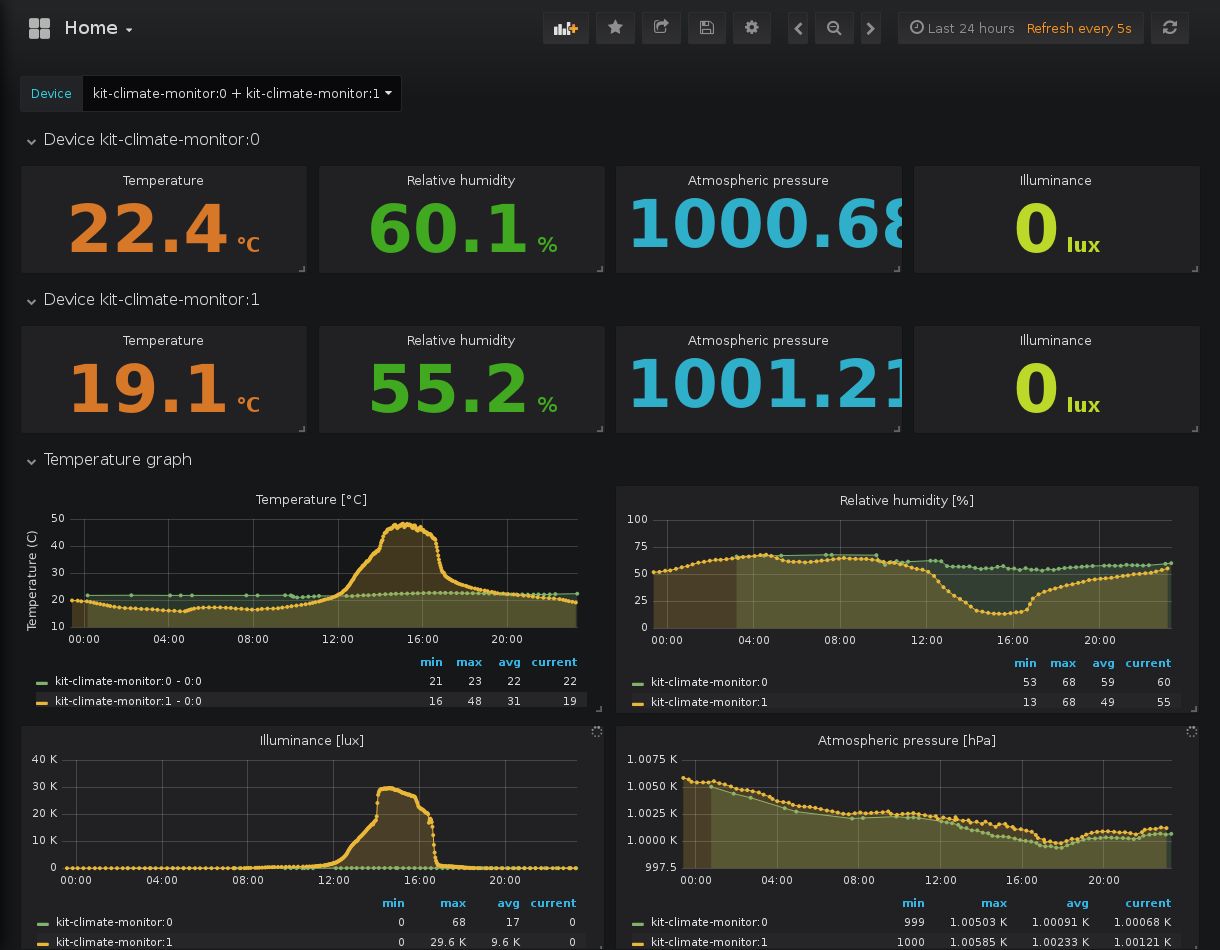 Home
Last 24 hours Refresh every 5s
Device kit-climate-monitor:0 + kit-climate-monitor:1
Device kit-climate-monitor:0
Temperature Relative humidity Atmospheric pressure Illuminance
22.4 °C 60.1 % 1000.68 0 lux
Device kit-climate-monitor:1
Temperature Relative humidity Atmospheric pressure Illuminance
19.1 °C 55.2 % 1001.21 0 lux
Temperature graph
Temperature [°C]
Temperature (C)
50
40
30
20
10
00:00 04:00 08:00 12:00 16:00 20:00
min max avg current
kit-climate-monitor:0 - 0:0 21 23 22 22
kit-climate-monitor:1 - 0:0 16 48 31 19
Relative humidity [%]
100
75
50
25
0
00:00 04:00 08:00 12:00 16:00 20:00
min max avg current
kit-climate-monitor:0 53 68 59 60
kit-climate-monitor:1 13 68 49 55
Illuminance [lux]
40 K
30 K
20 K
10 K
0
00:00 04:00 08:00 12:00 16:00 20:00
min max avg current
kit-climate-monitor:0 0 68 17 0
kit-climate-monitor:1 0 29.6 K 9.6 K 0
Atmospheric pressure [hPa]
1.0075 K
1.0050 K
1.0025 K
1.0000 K
997.5
00:00 04:00 08:00 12:00 16:00 20:00
min max avg current
kit-climate-monitor:0 999 1.00503 K 1.00091 K 1.00068 K
kit-climate-monitor:1 1000 1.00585 K 1.00233 K 1.00121 K